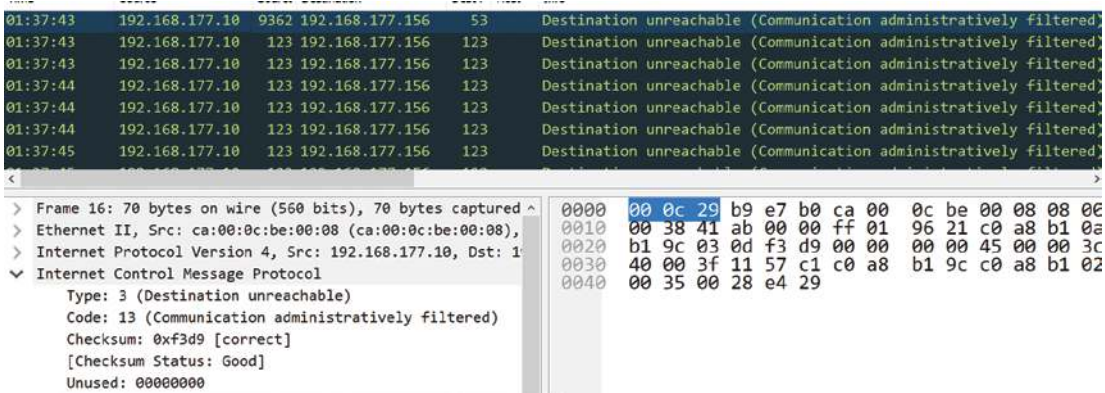 01:37:43 192.168.177.10 9362 192.168.177.156 53 Destination unreachable (Communication administratively filtered)
01:37:43 192.168.177.10 123 192.168.177.156 123 Destination unreachable (Communication administratively filtered)
01:37:43 192.168.177.10 123 192.168.177.156 123 Destination unreachable (Communication administratively filtered)
01:37:44 192.168.177.10 123 192.168.177.156 123 Destination unreachable (Communication administratively filtered)
01:37:44 192.168.177.10 123 192.168.177.156 123 Destination unreachable (Communication administratively filtered)
01:37:44 192.168.177.10 123 192.168.177.156 123 Destination unreachable (Communication administratively filtered)
01:37:45 192.168.177.10 123 192.168.177.156 123 Destination unreachable (Communication administratively filtered)
Frame 16: 70 bytes on wire (560 bits), 70 bytes captured
Ethernet II, Src: ca:00:0c:be:00:08 (ca:00:0c:be:00:08),
Internet Protocol Version 4, Src: 192.168.177.10, Dst: 1
Internet Control Message Protocol
Type: 3 (Destination unreachable)
Code: 13 (Communication administratively filtered)
Checksum: 0xf3d9 [correct]
[Checksum Status: Good]
Unused: 00000000
0000 00 0c 29 b9 e7 b0 ca 00 0c be 00 08 08 00
0010 00 38 41 ab 00 00 ff 01 96 21 c0 a8 b1 0a
0020 b1 9c 03 0d f3 d9 00 00 00 00 45 00 00 3c
0030 40 00 3f 11 57 c1 c0 a8 b1 9c c0 a8 b1 02
0040 00 35 00 28 e4 29